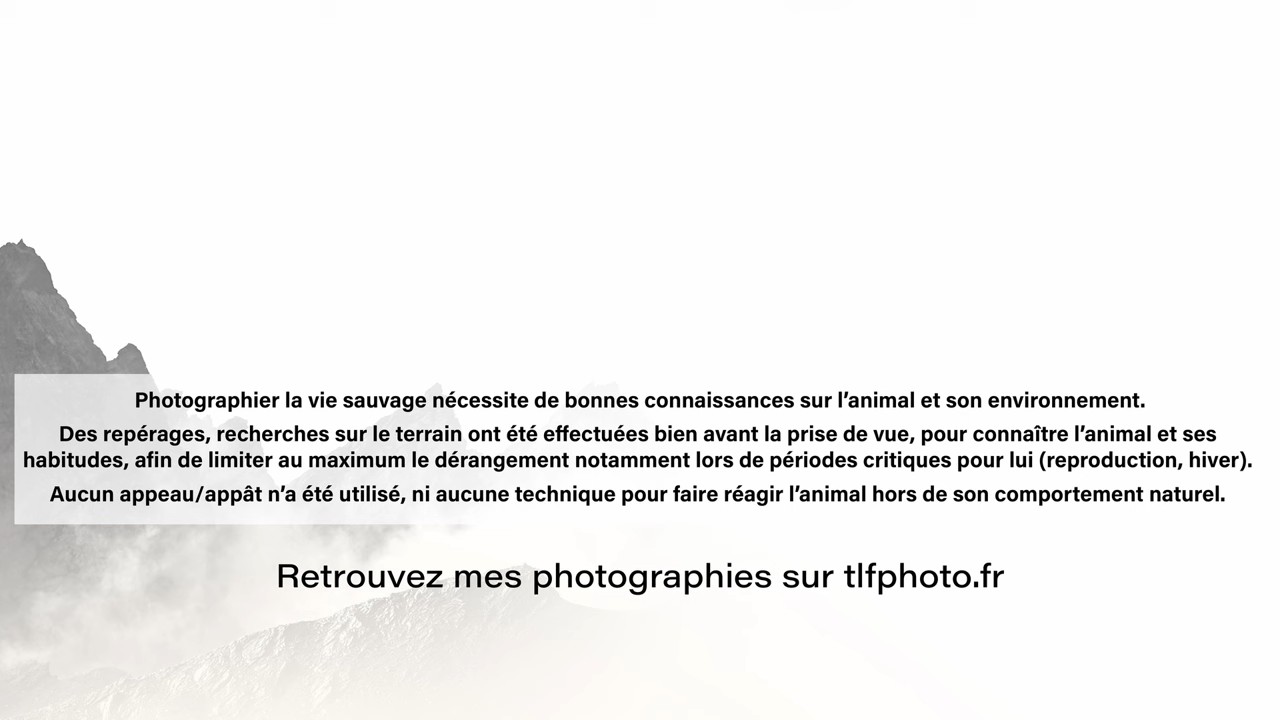 Photographier la vie sauvage nécessite de bonnes connaissances sur l’animal et son environnement.
Des repérages, recherches sur le terrain ont été effectuées bien avant la prise de vue, pour connaître l’animal et ses
habitudes, afin de limiter au maximum le dérangement notamment lors de périodes critiques pour lui (reproduction, hiver).
Aucun appeau/appât n’a été utilisé, ni aucune technique pour faire réagir l’animal hors de son comportement naturel.
Retrouvez mes photographies sur tlfphoto.fr